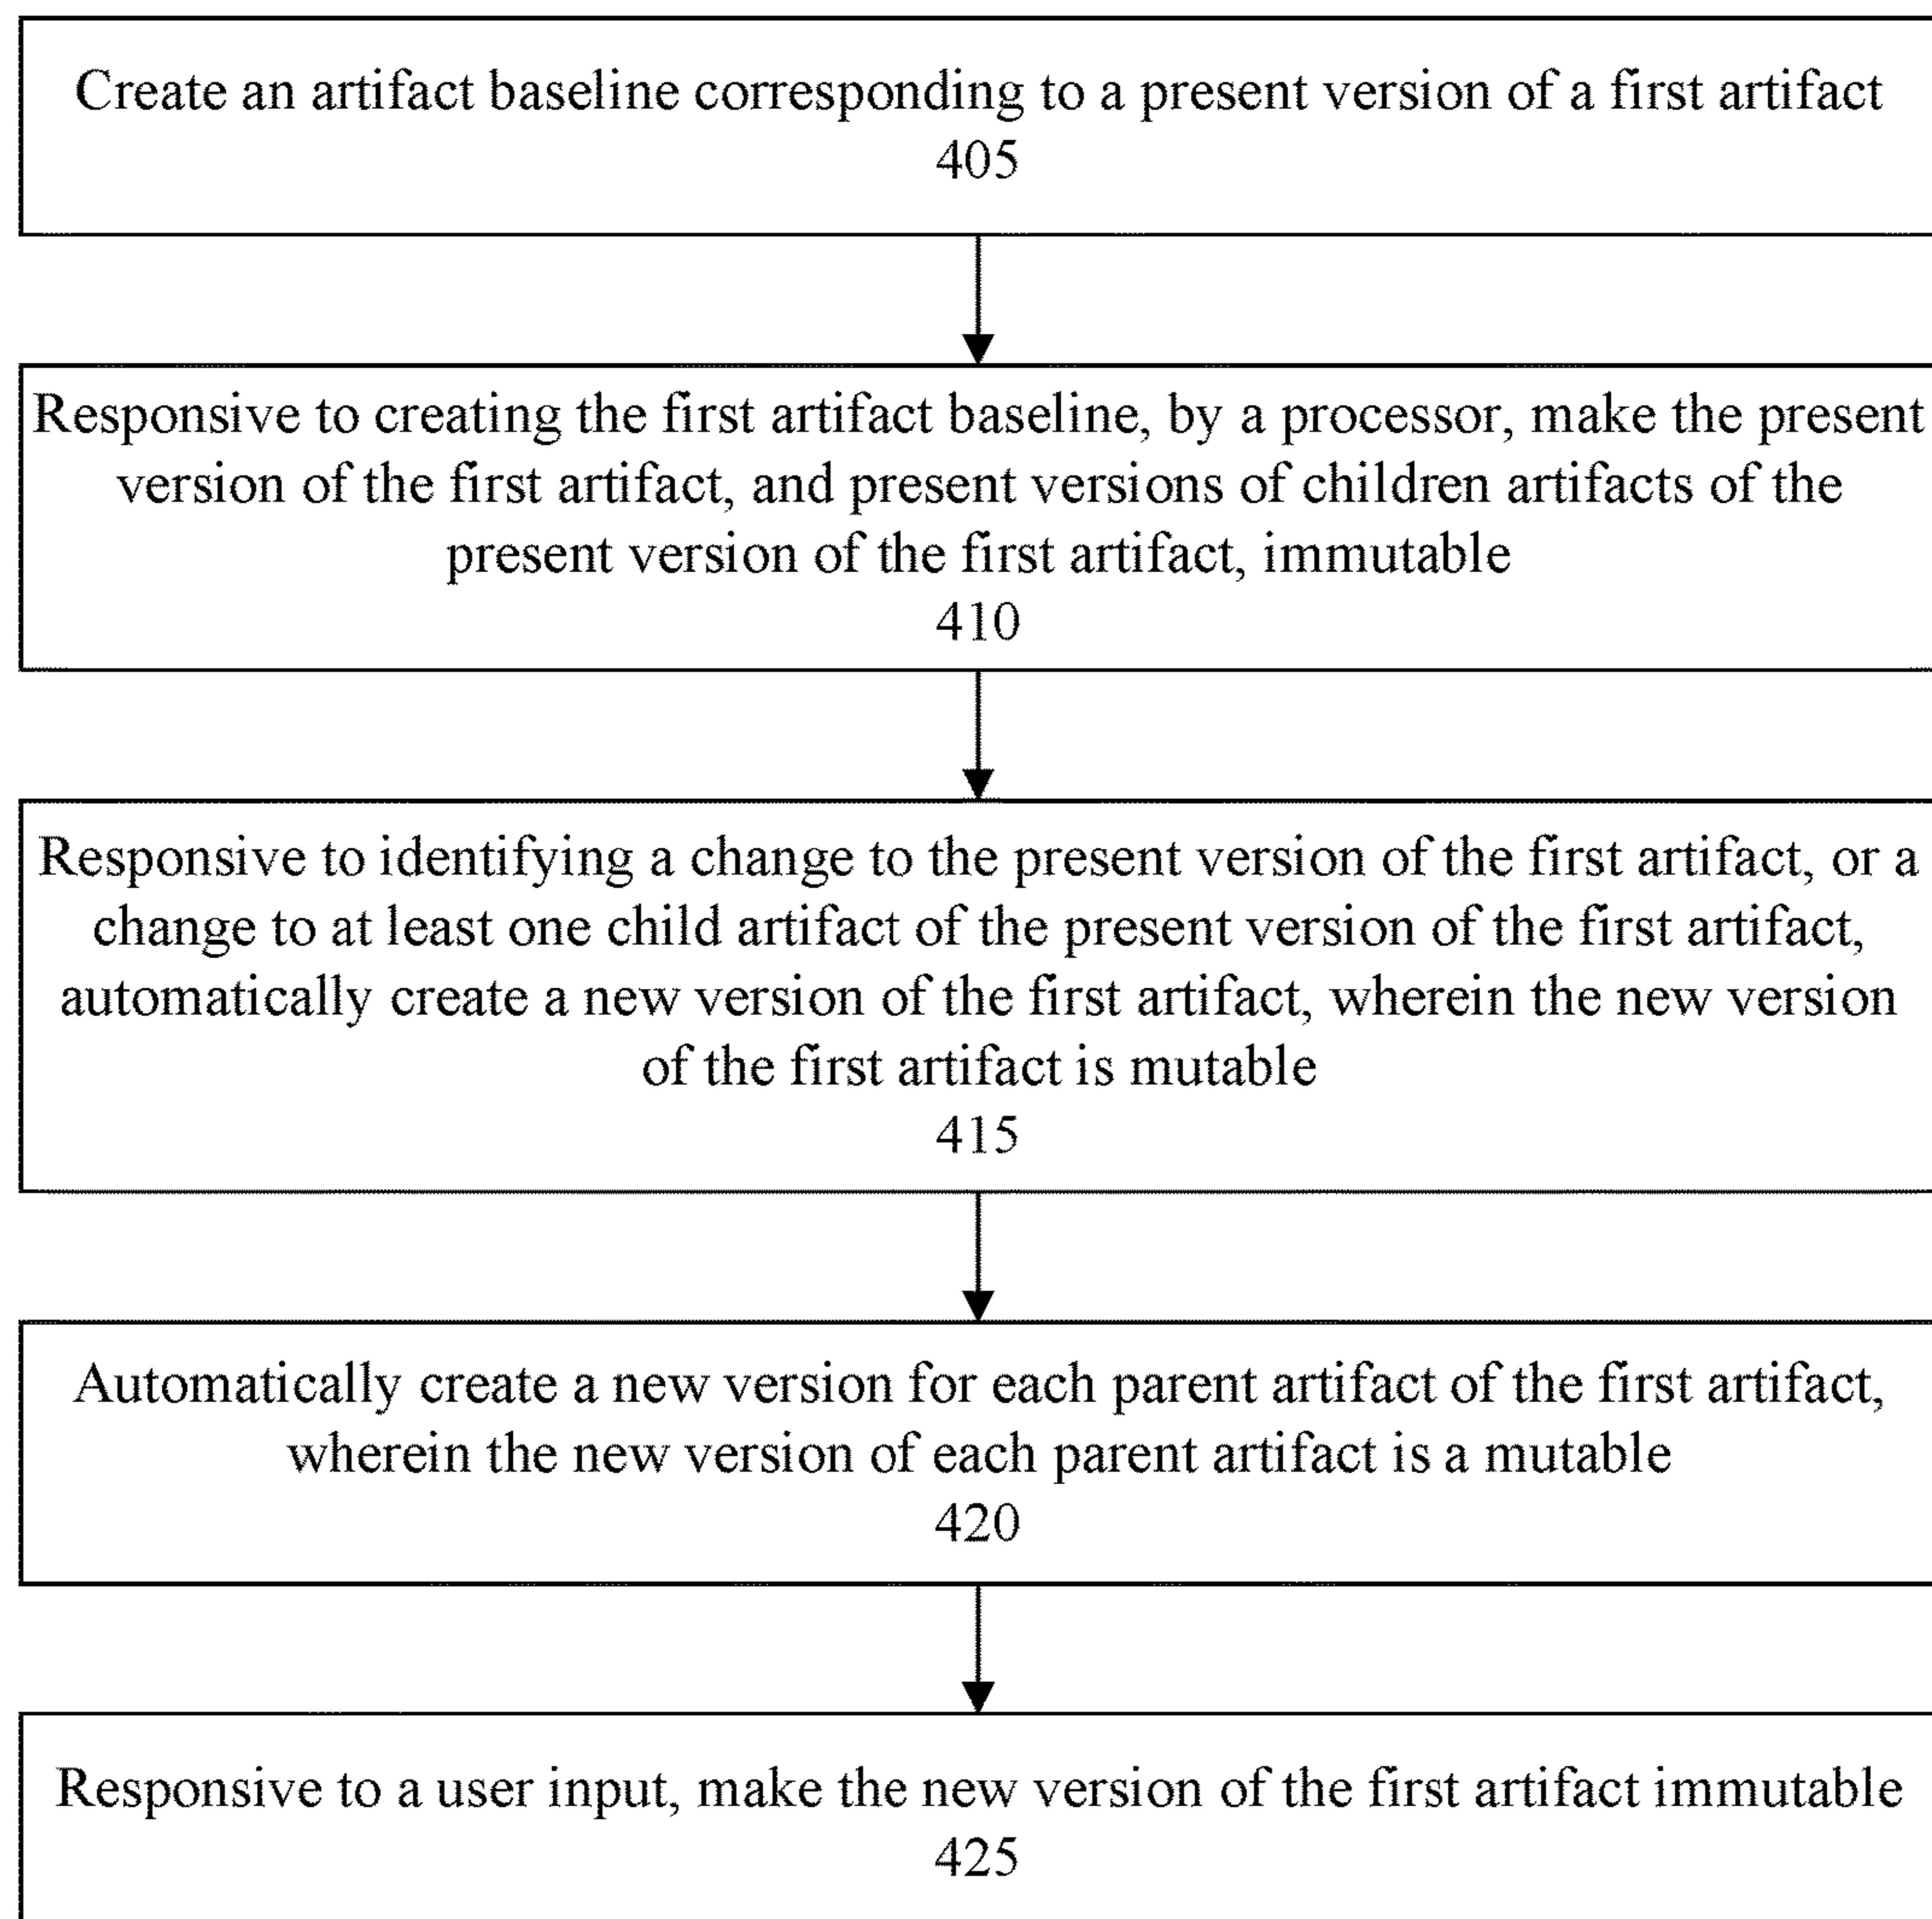 Create an artifact baseline corresponding to a present version of a first artifact
405
Responsive to creating the first artifact baseline, by a processor, make the present
version of the first artifact, and present versions of children artifacts of the
present version of the first artifact, immutable
410
Responsive to identifying a change to the present version of the first artifact, or a
change to at least one child artifact of the present version of the first artifact,
automatically create a new version of the first artifact, wherein the new version
of the first artifact is mutable
415
Automatically create a new version for each parent artifact of the first artifact,
wherein the new version of each parent artifact is a mutable
420
Responsive to a user input, make the new version of the first artifact immutable
425